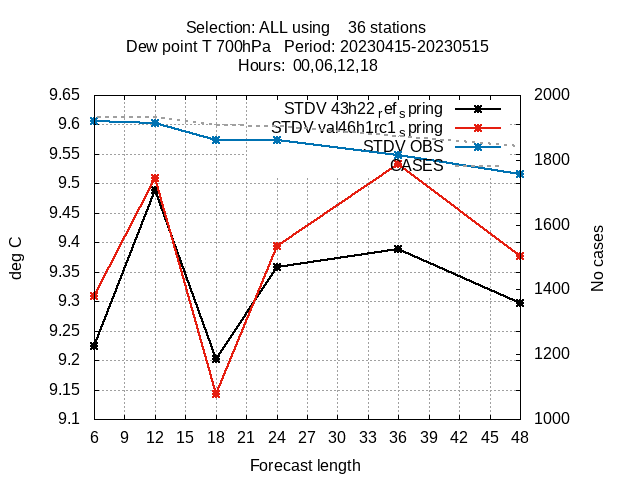 Selection: ALL using 36 stations
Dew point T 700hPa Period: 20230415-20230515
Hours: 00,06,12,18
9.65
9.6
9.55
9.5
9.45
9.4
9.35
9.3
9.25
9.2
9.15
9.1
2000
1800
1600
1400
1200
1000
STDV 43h22_ref_spring
STDV val46h1rc1_spring
STDV OBS
CASES
deg C
No cases
6 9 12 15 18 21 24 27 30 33 36 39 42 45 48
Forecast length